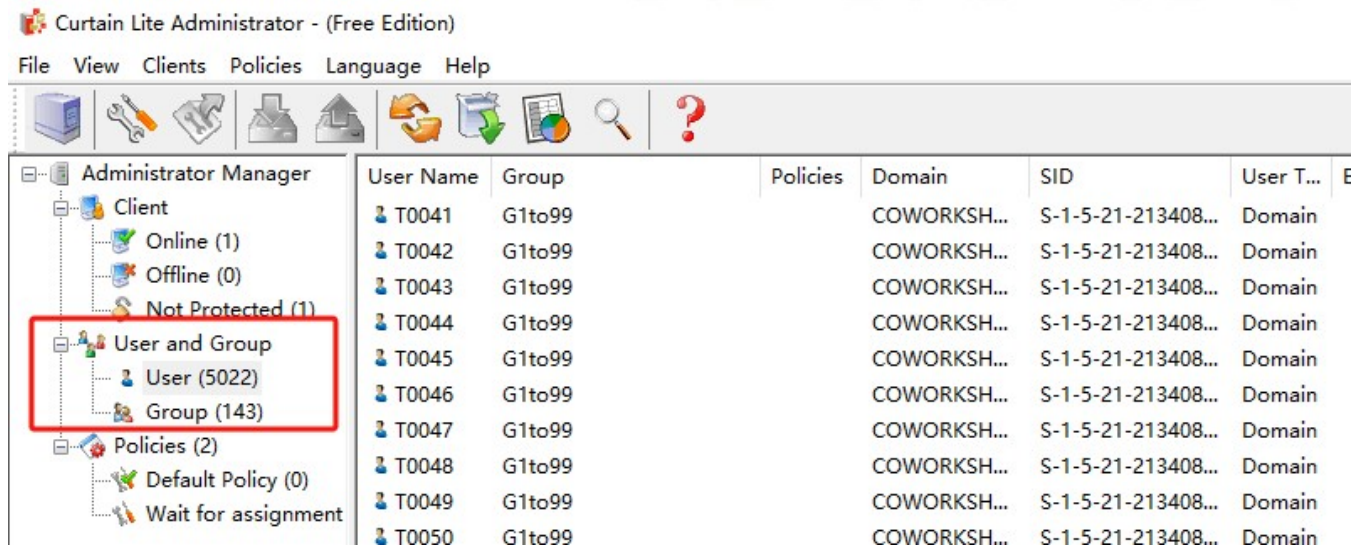 Curtain Lite Administrator - (Free Edition)
File View Clients Policies Language Help
Administrator Manager
Client
Online (1)
Offline (0)
Not Protected (1)
User and Group
User (5022)
Group (143)
Policies (2)
Default Policy (0)
Wait for assignment
User Name Group Policies Domain SID User T... E
T0041 G1to99 COWORKSH... S-1-5-21-213408... Domain
T0042 G1to99 COWORKSH... S-1-5-21-213408... Domain
T0043 G1to99 COWORKSH... S-1-5-21-213408... Domain
T0044 G1to99 COWORKSH... S-1-5-21-213408... Domain
T0045 G1to99 COWORKSH... S-1-5-21-213408... Domain
T0046 G1to99 COWORKSH... S-1-5-21-213408... Domain
T0047 G1to99 COWORKSH... S-1-5-21-213408... Domain
T0048 G1to99 COWORKSH... S-1-5-21-213408... Domain
T0049 G1to99 COWORKSH... S-1-5-21-213408... Domain
T0050 G1to99 COWORKSH... S-1-5-21-213408... Domain